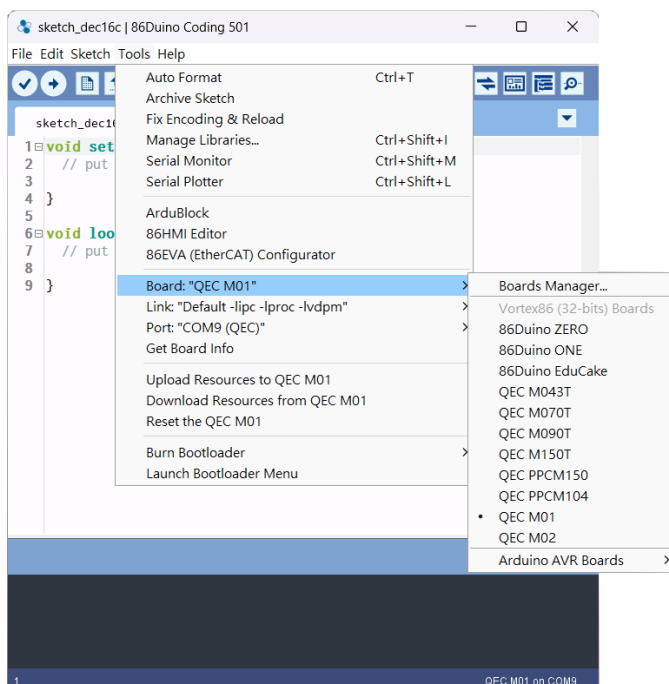 sketch_dec16c | 86Duino Coding 501
File Edit Sketch Tools Help
sketch_dec16
1 void set
2 // put
3
4 }
5
6 void loo
7 // put
8
9 }
Auto Format Ctrl+T
Archive Sketch
Fix Encoding & Reload
Manage Libraries... Ctrl+Shift+I
Serial Monitor Ctrl+Shift+M
Serial Plotter Ctrl+Shift+L
ArduBlock
86HMI Editor
86EVA (EtherCAT) Configurator
Board: "QEC M01"
Link: "Default -lipc -lproc -lvdpm"
Port: "COM9 (QEC)"
Get Board Info
Upload Resources to QEC M01
Download Resources from QEC M01
Reset the QEC M01
Burn Bootloader
Launch Bootloader Menu
Boards Manager...
Vortex86 (32-bits) Boards
86Duino ZERO
86Duino ONE
86Duino EduCake
QEC M043T
QEC M070T
QEC M090T
QEC M150T
QEC PPCM150
QEC PPCM104
• QEC M01
QEC M02
Arduino AVR Boards
1 QEC M01 on COM9